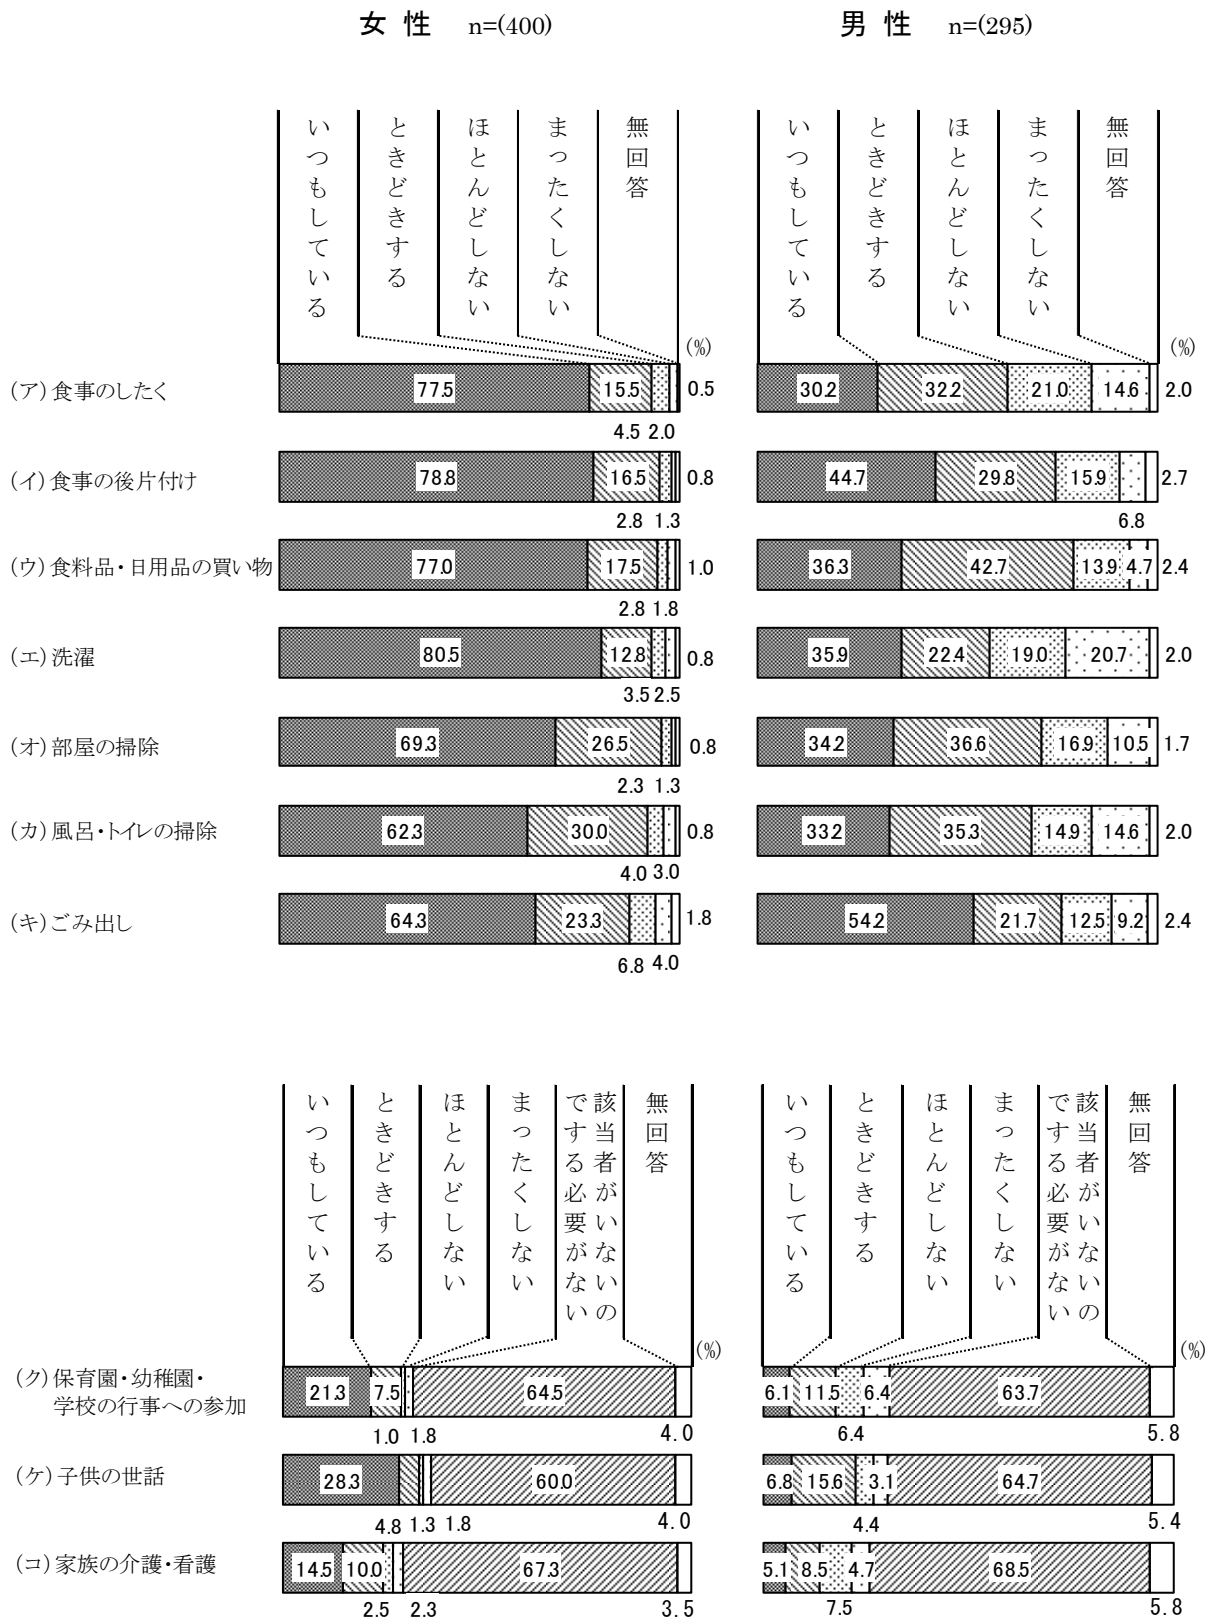 女 性 n=(400)
男 性 n=(295)
いつもしている
ときどきする
ほとんどしない
まったくしない
無回答
(%)
いつもしている
ときどきする
ほとんどしない
まったくしない
無回答
(%)
(ア)食事のしたく
77.5 15.5 0.5
4.5 2.0
30.2 32.2 21.0 14.6 2.0
(イ)食事の後片付け
78.8 16.5 0.8
2.8 1.3
44.7 29.8 15.9 2.7
6.8
(ウ)食料品・日用品の買い物
77.0 17.5 1.0
2.8 1.8
36.3 42.7 13.9 4.7 2.4
(エ)洗濯
80.5 12.8 0.8
3.5 2.5
35.9 22.4 19.0 20.7 2.0
(オ)部屋の掃除
69.3 26.5 0.8
2.3 1.3
34.2 36.6 16.9 10.5 1.7
(カ)風呂・トイレの掃除
62.3 30.0 0.8
4.0 3.0
33.2 35.3 14.9 14.6 2.0
(キ)ごみ出し
64.3 23.3 1.8
6.8 4.0
54.2 21.7 12.5 9.2 2.4
いつもしている
ときどきする
ほとんどしない
まったくしない
該当者がいないの
でする必要がない
無回答
(%)
いつもしている
ときどきする
ほとんどしない
まったくしない
該当者がいないの
でする必要がない
無回答
(%)
(ク)保育園・幼稚園・
学校の行事への参加
21.3 7.5 64.5
1.0 1.8 4.0
6.1 11.5 6.4 63.7
6.4 5.8
(ケ)子供の世話
28.3 60.0
4.8 1.3 1.8 4.0
6.8 15.6 3.1 64.7
4.4 5.4
(コ)家族の介護・看護
14.5 10.0 67.3
2.5 2.3 3.5
5.1 8.5 4.7 68.5
7.5 5.8